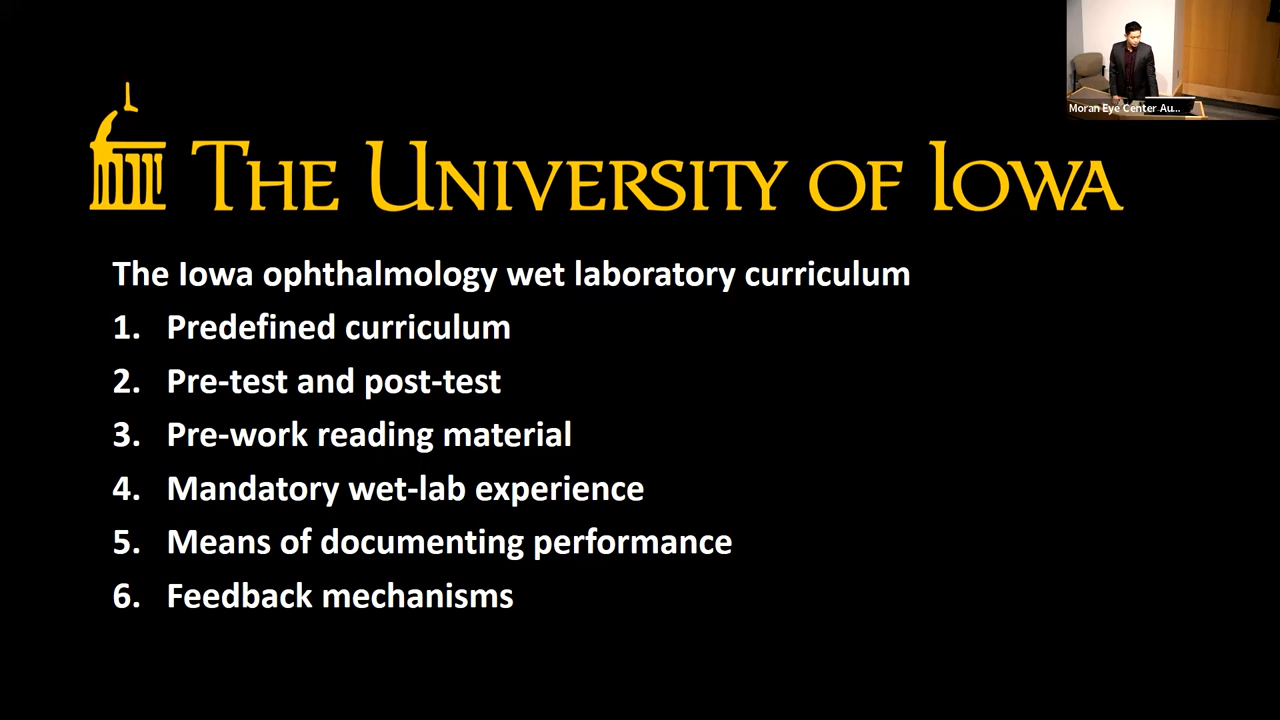 Moran Eye Center Au...
THE UNIVERSITY OF IOWA
The Iowa ophthalmology wet laboratory curriculum
1. Predefined curriculum
2. Pre-test and post-test
3. Pre-work reading material
4. Mandatory wet-lab experience
5. Means of documenting performance
6. Feedback mechanisms